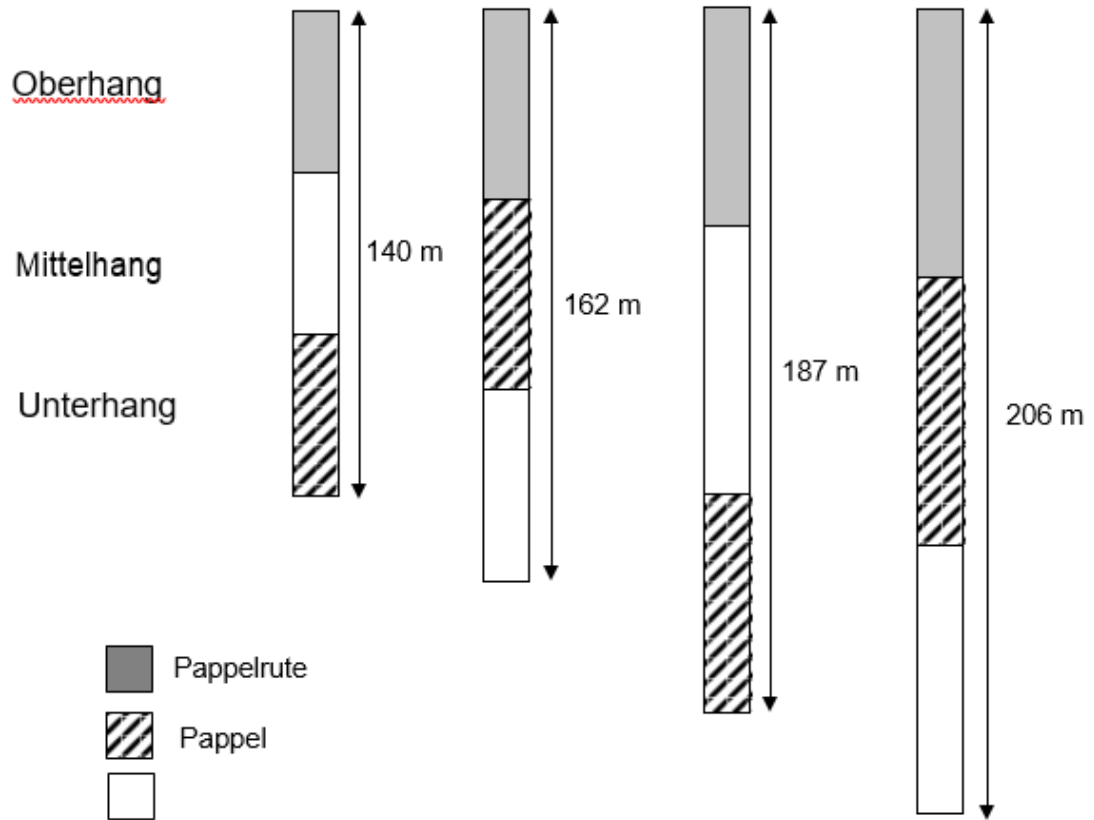 Oberhang
Mittelhang
Unterhang
140 m
162 m
187 m
206 m
Pappelrute
Pappel